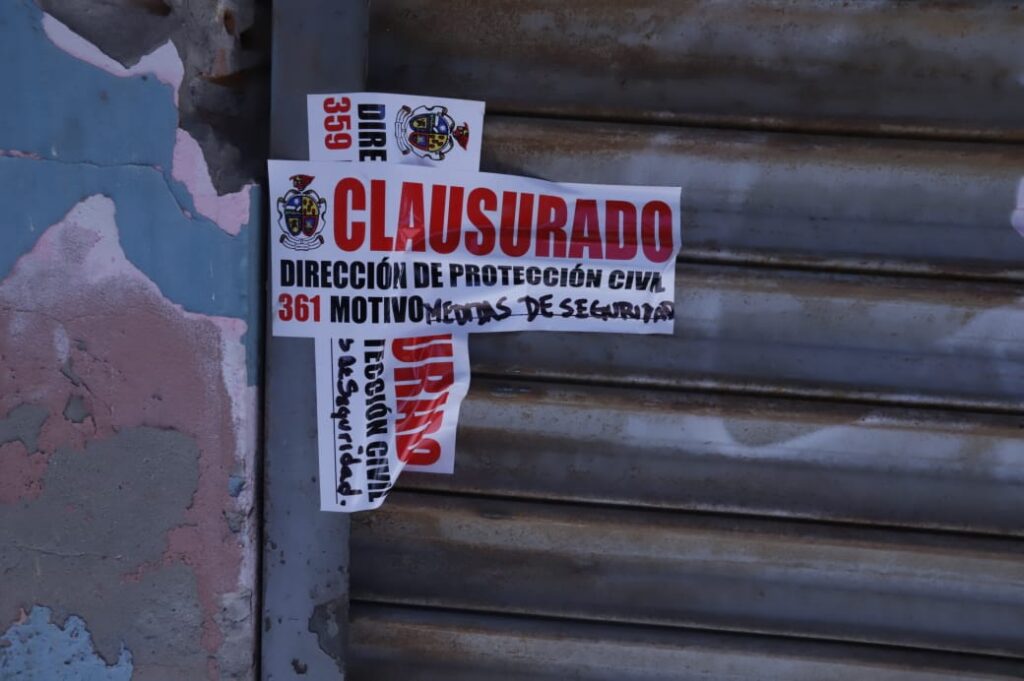 359
DIRE
CLAUSURADO
DIRECCIÓN DE PROTECCIÓN CIVIL
361 MOTIVO MEDIDAS DE SEGURIDAD
URADO
TECCIÓN CIVIL
s de Seguridad.